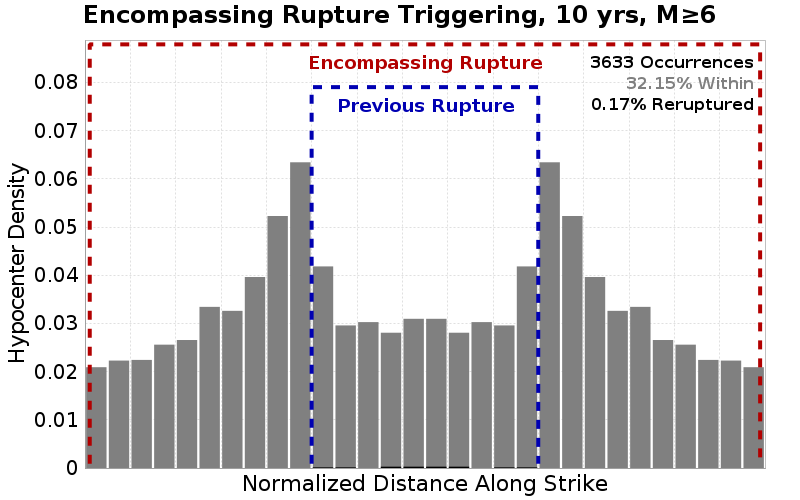 Encompassing Rupture Triggering, 10 yrs, M≥6
Encompassing Rupture
3633 Occurrences
32.15% Within
0.17% Reruptured
Previous Rupture
Hypocenter Density
0.08
0.07
0.06
0.05
0.04
0.03
0.02
0.01
0
Normalized Distance Along Strike